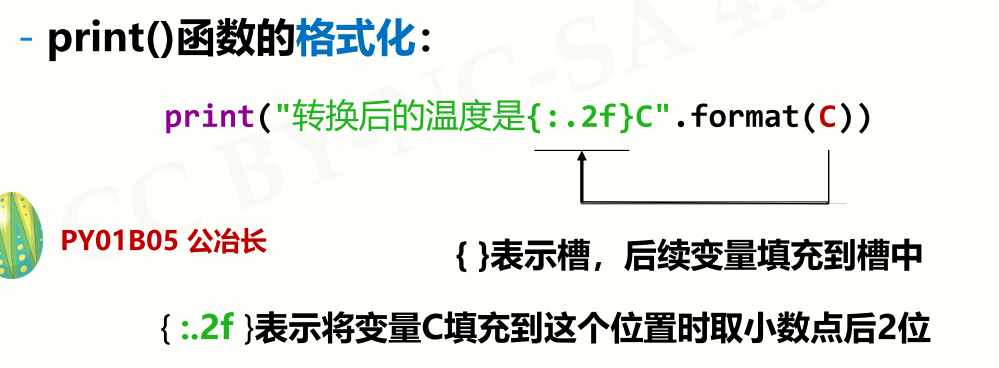 - print()函数的格式化：
print("转换后的温度是{:.2f}C".format(C))
PY01B05 公冶长
{ }表示槽，后续变量填充到槽中
{ :.2f }表示将变量C填充到这个位置时取小数点后2位
CC BY-NC-SA 4.0